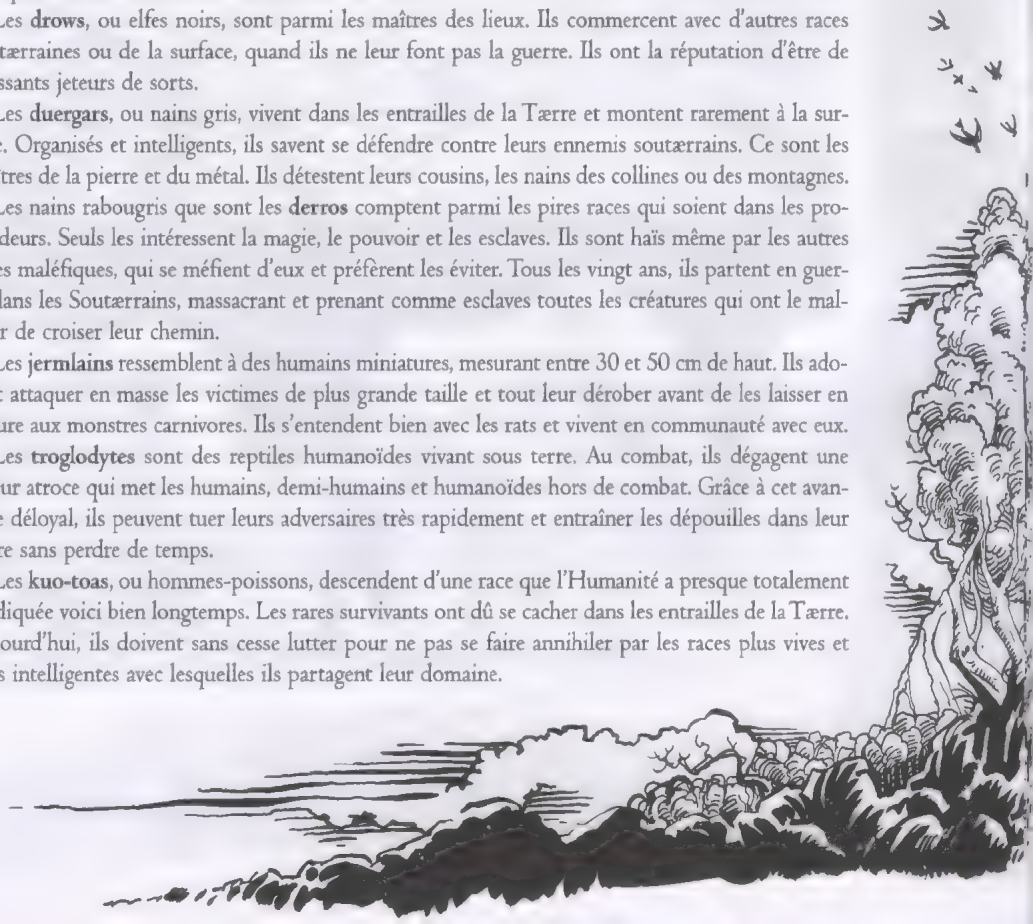 Les drows, ou elfes noirs, sont parmi les maîtres des lieux. Ils commercent avec d'autres races
tærraines ou de la surface, quand ils ne leur font pas la guerre. Ils ont la réputation d'être de
ssants jeteurs de sorts.
Les duergars, ou nains gris, vivent dans les entrailles de la Tærre et montent rarement à la sur-
e. Organisés et intelligents, ils savent se défendre contre leurs ennemis soutærrains. Ce sont les
îtres de la pierre et du métal. Ils détestent leurs cousins, les nains des collines ou des montagnes.
Les nains rabougris que sont les derros comptent parmi les pires races qui soient dans les pro-
deurs. Seuls les intéressent la magie, le pouvoir et les esclaves. Ils sont haïs même par les autres
es maléfiques, qui se méfient d'eux et préfèrent les éviter. Tous les vingt ans, ils partent en guer-
dans les Soutærrains, massacrant et prenant comme esclaves toutes les créatures qui ont le mal-
r de croiser leur chemin.
Les jermlains ressemblent à des humains miniatures, mesurant entre 30 et 50 cm de haut. Ils ado-
t attaquer en masse les victimes de plus grande taille et tout leur dérober avant de les laisser en
ure aux monstres carnivores. Ils s'entendent bien avec les rats et vivent en communauté avec eux.
Les troglodytes sont des reptiles humanoïdes vivant sous terre. Au combat, ils dégagent une
ur atroce qui met les humains, demi-humains et humanoïdes hors de combat. Grâce à cet avan-
e déloyal, ils peuvent tuer leurs adversaires très rapidement et entraîner les dépouilles dans leur
re sans perdre de temps.
Les kuo-toas, ou hommes-poissons, descendent d'une race que l'Humanité a presque totalement
diquée voici bien longtemps. Les rares survivants ont dû se cacher dans les entrailles de la Tærre.
ourd'hui, ils doivent sans cesse lutter pour ne pas se faire annihiler par les races plus vives et
s intelligentes avec lesquelles ils partagent leur domaine.